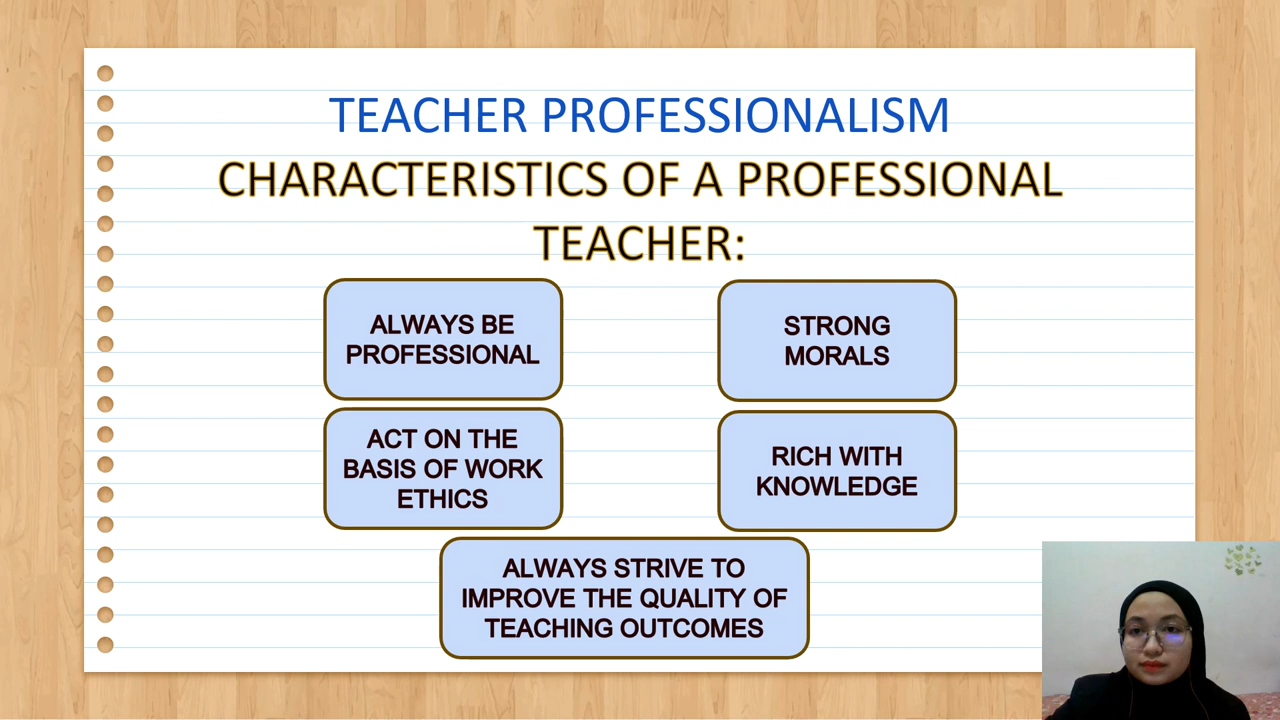 TEACHER PROFESSIONALISM
CHARACTERISTICS OF A PROFESSIONAL
TEACHER:
ALWAYS BE
PROFESSIONAL
STRONG
MORALS
ACT ON THE
BASIS OF WORK
ETHICS
RICH WITH
KNOWLEDGE
ALWAYS STRIVE TO
IMPROVE THE QUALITY OF
TEACHING OUTCOMES